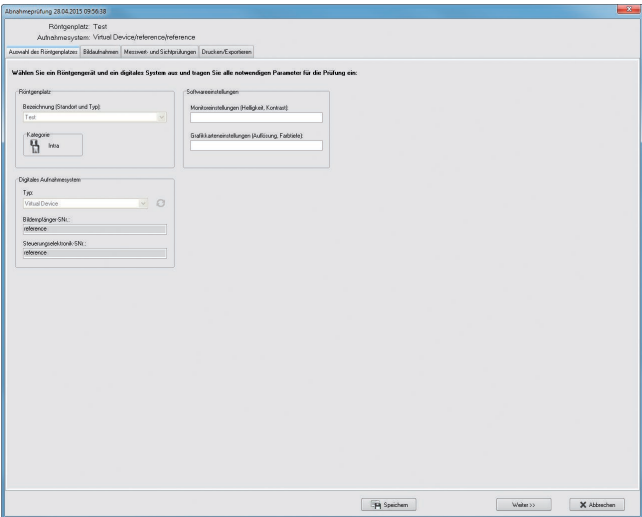 Abnahmeprüfung 28.04.2015 09:56:38
Röntgenplatz: Test
Aufnahmesystem: Virtual Device/reference/reference
Auswahl des Röntgenplatzes Bildaufnahmen Messwert- und Sichtprüfungen Drucken/Exportieren
Wählen Sie ein Röntgengerät und ein digitales System aus und tragen Sie alle notwendigen Parameter für die Prüfung ein:
Röntgenplatz
Bezeichnung (Standort und Typ):
Test
Kategorie
Intra
Softwareeinstellungen
Monitoreinstellungen (Helligkeit, Kontrast):
Grafikkarteneinstellungen (Auflösung, Farbtiefe):
Digitales Aufnahmesystem
Typ:
Virtual Device
Bildempfänger-SNr.:
reference
Steuerungselektronik-SNr.:
reference
Speichern Weiter >> Abbrechen